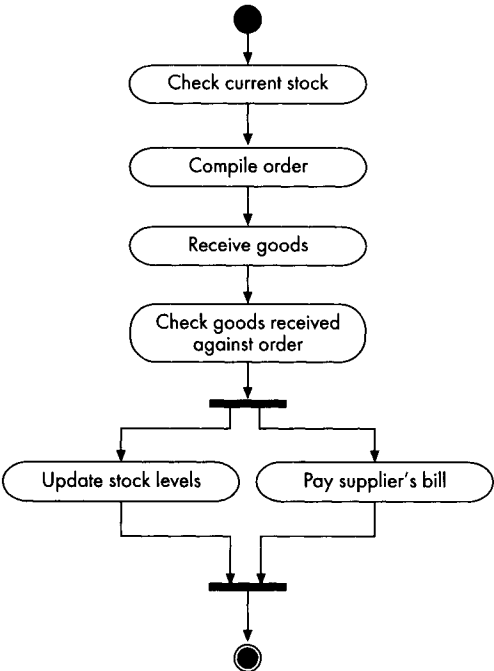 Check current stock
Compile order
Receive goods
Check goods received
against order
Update stock levels
Pay supplier's bill